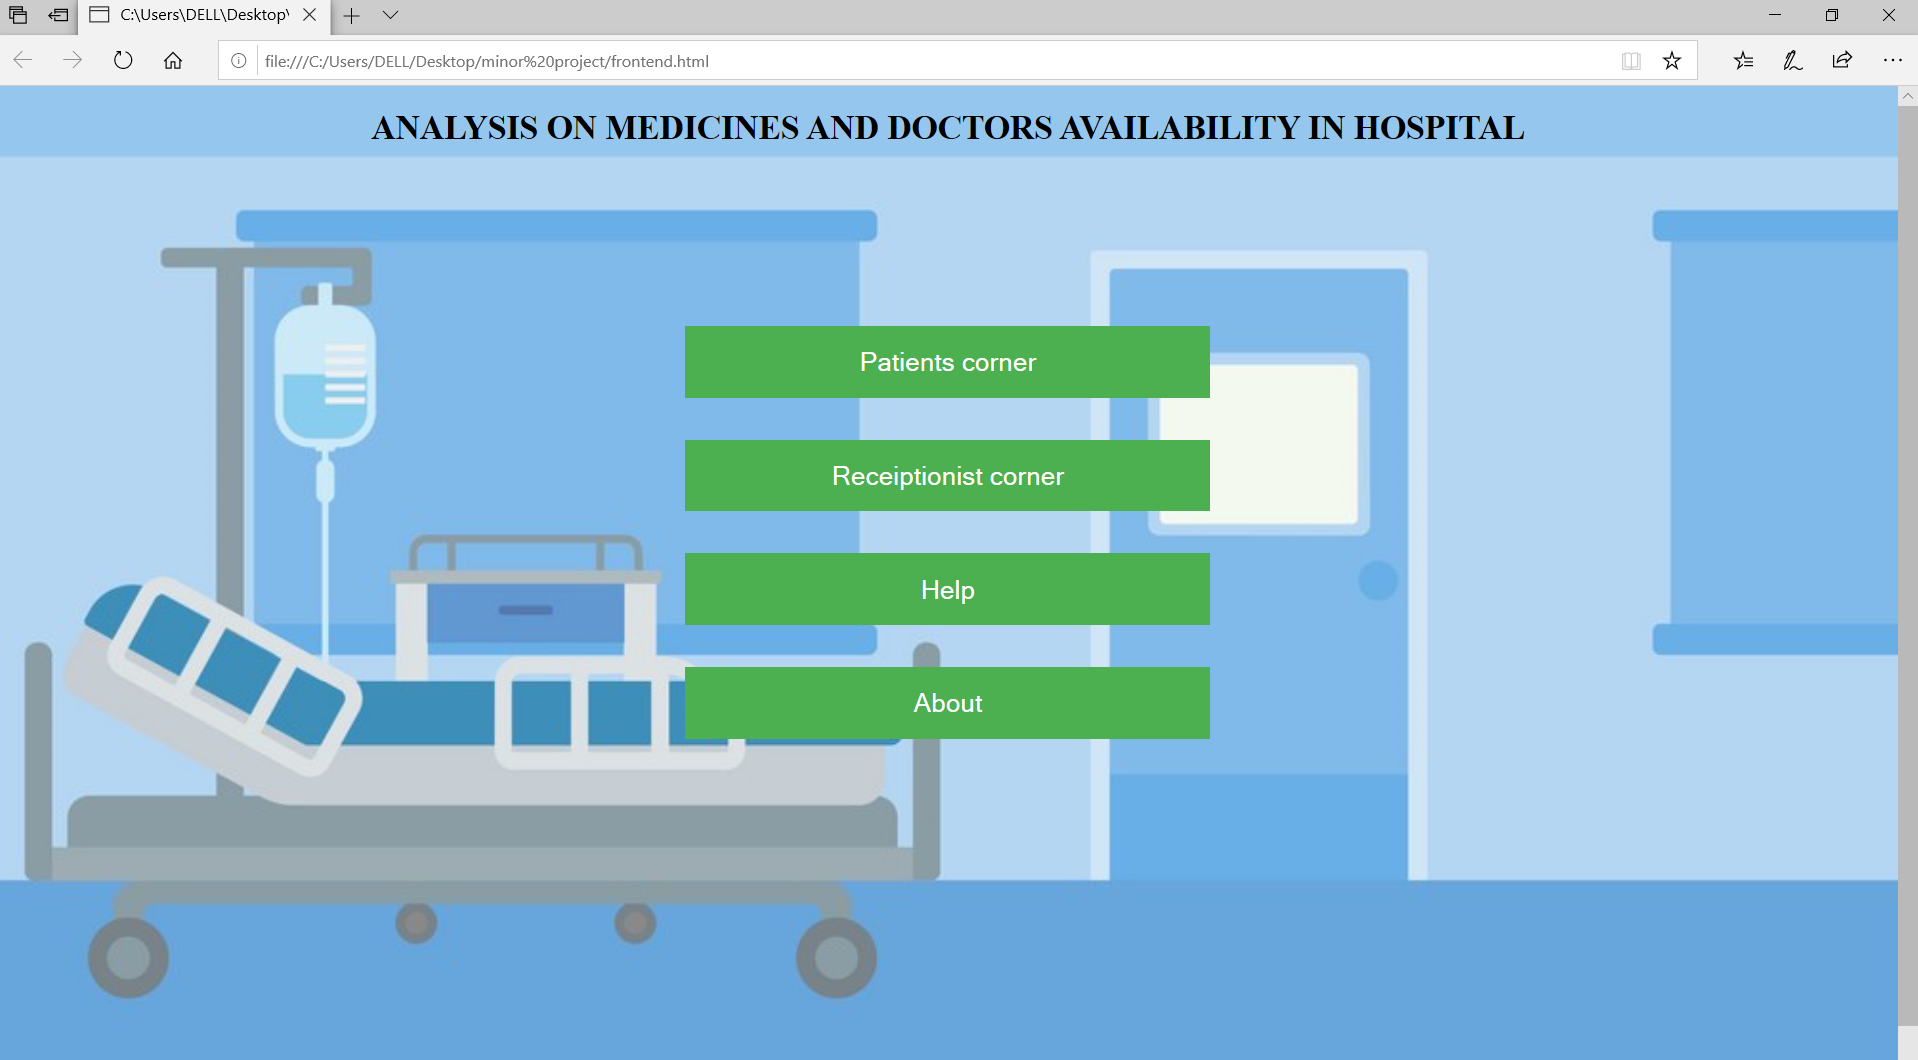 C:\Users\DELL\Desktop\
file:///C:/Users/DELL/Desktop/minor%20project/frontend.html
ANALYSIS ON MEDICINES AND DOCTORS AVAILABILITY IN HOSPITAL
Patients corner
Receiptionist corner
Help
About